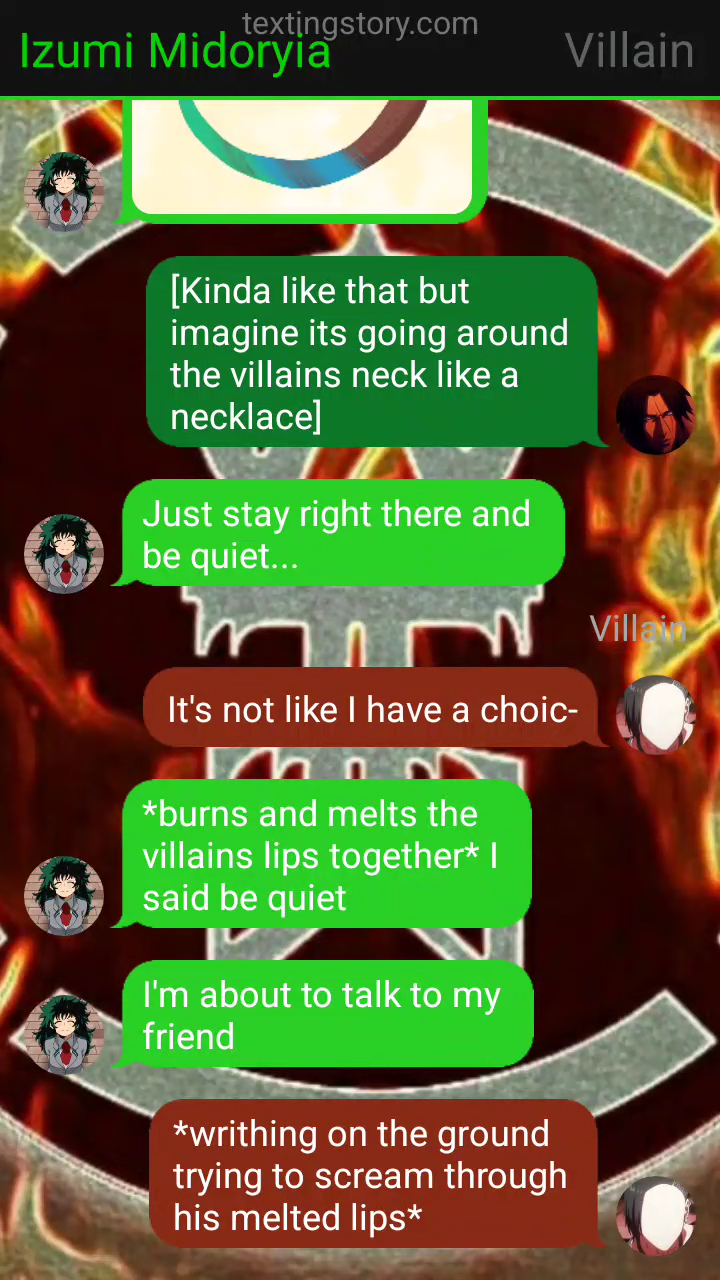 textingstory.com
Izumi Midoryia
Villain
[Kinda like that but
imagine its going around
the villains neck like a
necklace]
Just stay right there and
be quiet...
Villain
It's not like I have a choic-
*burns and melts the
villains lips together* I
said be quiet
I'm about to talk to my
friend
*writhing on the ground
trying to scream through
his melted lips*